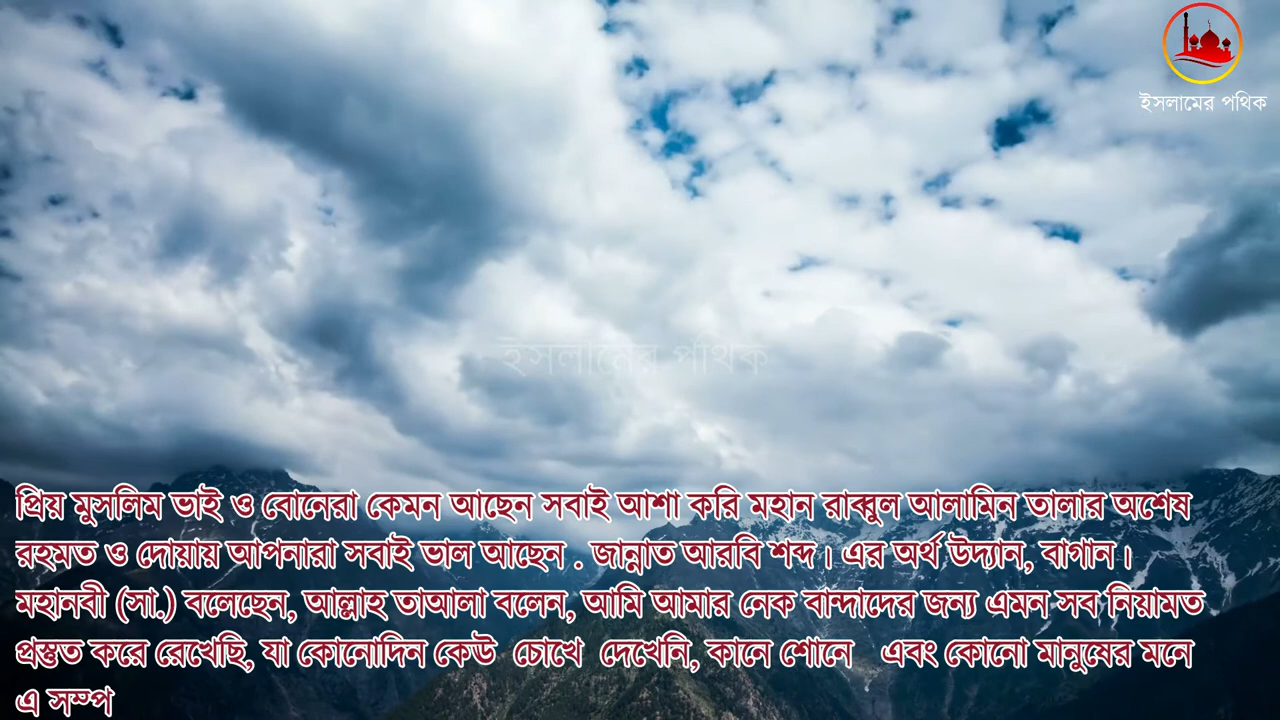 ইসলামের পথিক
ইসলামের পথিক
প্রিয় মুসলিম ভাই ও বোনেরা কেমন আছেন সবাই আশা করি মহান রাব্বুল আলামিন তালার অশেষ
রহমত ও দোয়ায় আপনারা সবাই ভাল আছেন . জান্নাত আরবি শব্দ। এর অর্থ উদ্যান, বাগান।
মহানবী (সা.) বলেছেন, আল্লাহ তাআলা বলেন, আমি আমার নেক বান্দাদের জন্য এমন সব নিয়ামত
প্রস্তুত করে রেখেছি, যা কোনোদিন কেউ চোখে দেখেনি, কানে শোনে এবং কোনো মানুষের মনে
এ সম্প